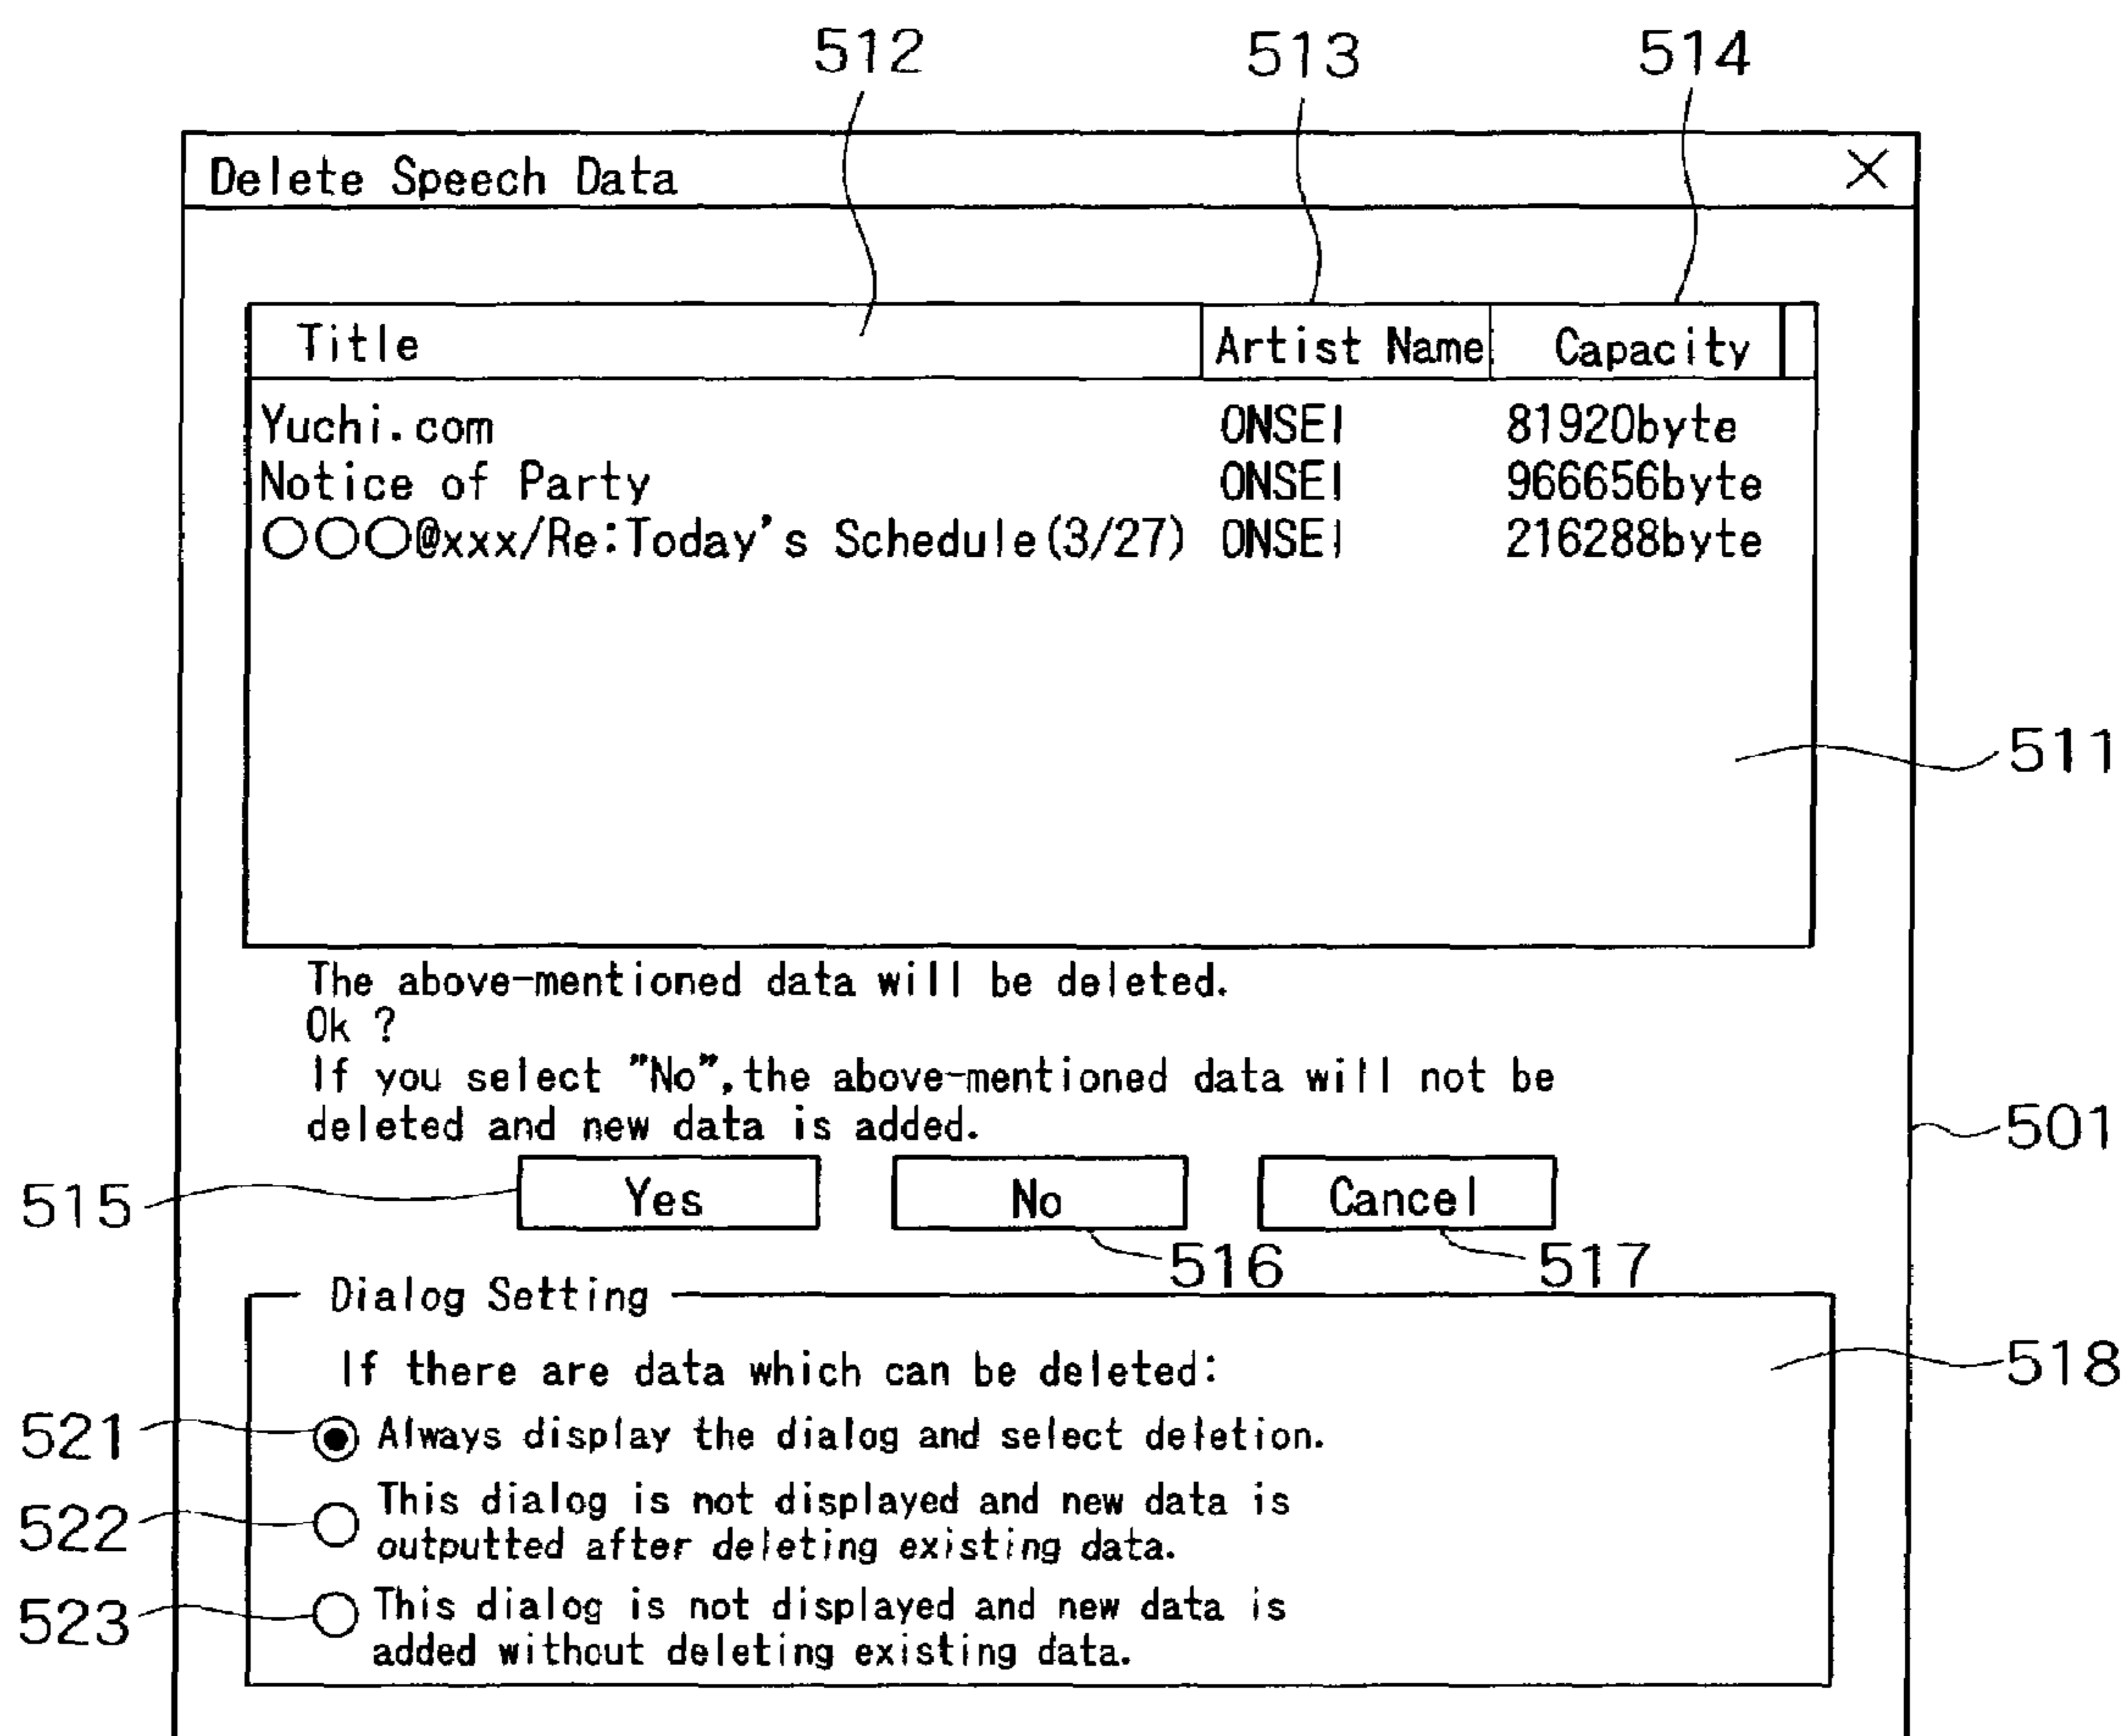 512 513 514
Delete Speech Data ×
Title Artist Name Capacity
Yuchi.com ONSEI 81920byte
Notice of Party ONSEI 966656byte
○○○@xxx/Re:Today's Schedule(3/27) ONSEI 216288byte
511
The above-mentioned data will be deleted.
Ok ?
If you select "No",the above-mentioned data will not be
deleted and new data is added.
501
515 Yes No Cancel
516 517
Dialog Setting
If there are data which can be deleted:
518
521 Always display the dialog and select deletion.
This dialog is not displayed and new data is
522 outputted after deleting existing data.
This dialog is not displayed and new data is
523 added without deleting existing data.